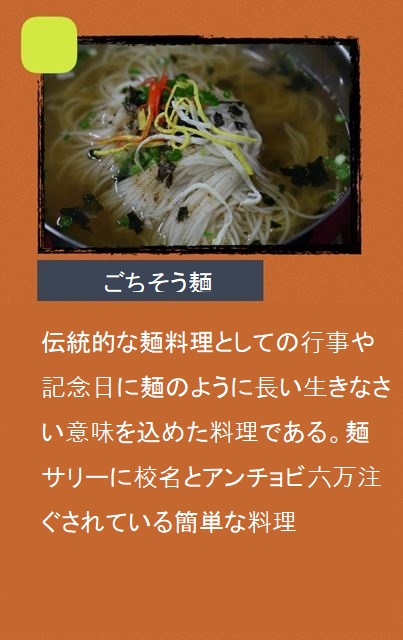 ごちそう麺
伝統的な麺料理としての行事や
記念日に麺のように長い生きなさ
い意味を込めた料理である。麺
サリーに校名とアンチョビ六万注
ぐされている簡単な料理